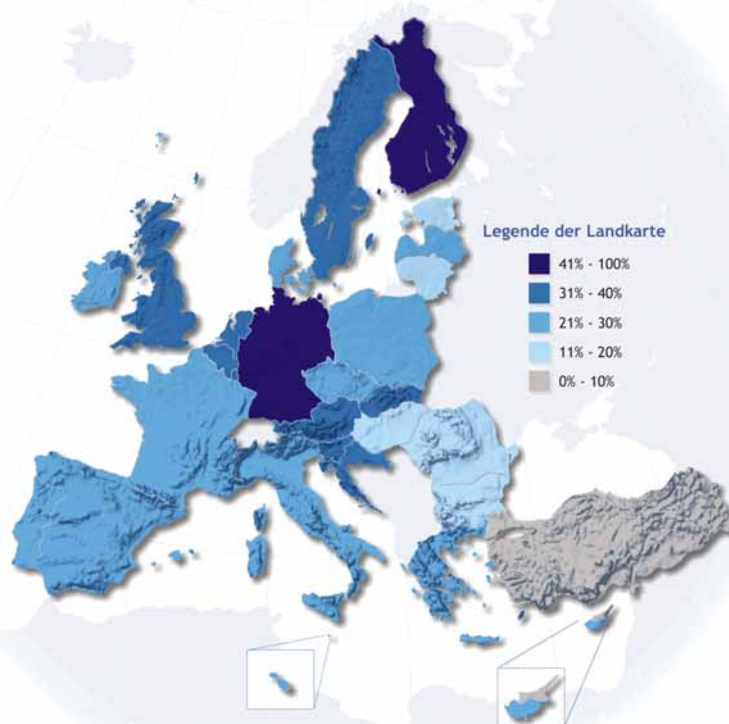 Legende der Landkarte
41% - 100%
31% - 40%
21% - 30%
11% - 20%
0% - 10%